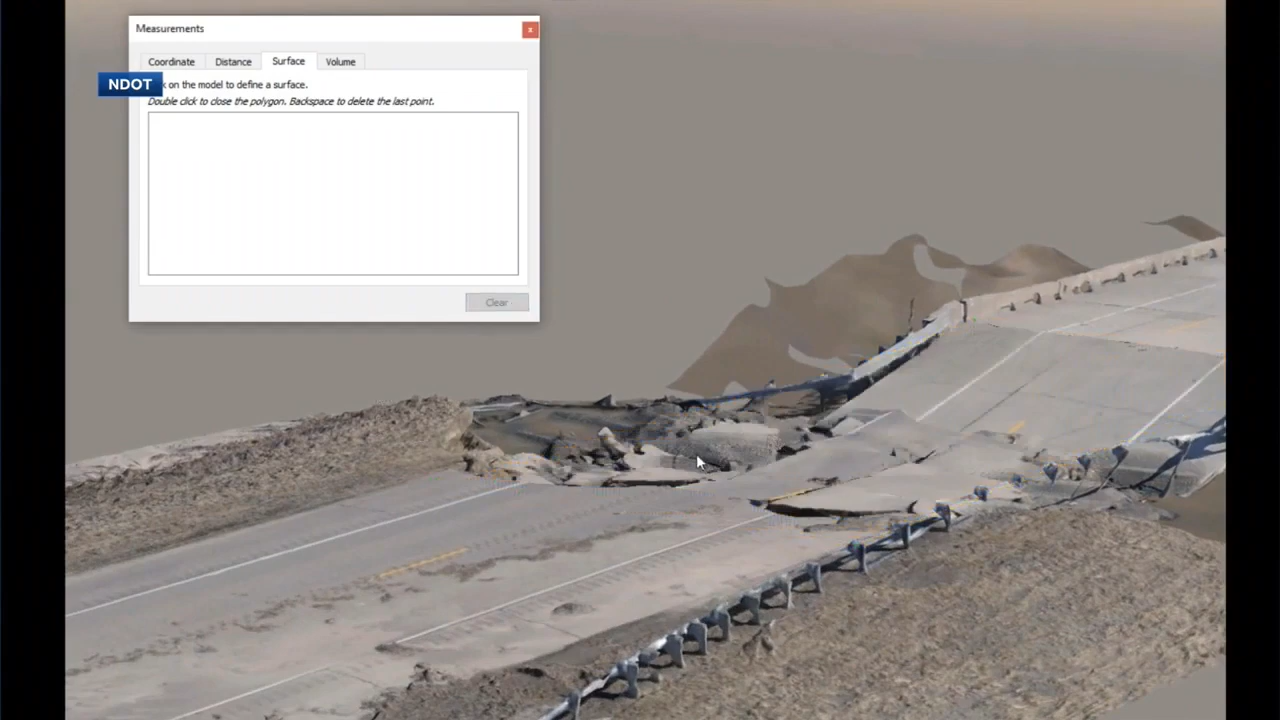 Measurements
x
Coordinate Distance Surface Volume
NDOT
k on the model to define a surface.
Double click to close the polygon. Backspace to delete the last point.
Clear